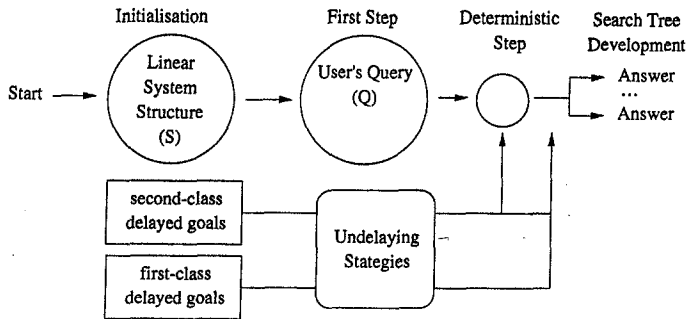 Initialisation
First Step
Deterministic
Step
Search Tree
Development
Start
Linear
System
Structure
(S)
User's Query
(Q)
Answer
...
Answer
second-class
delayed goals
first-class
delayed goals
Undelaying
Stategies